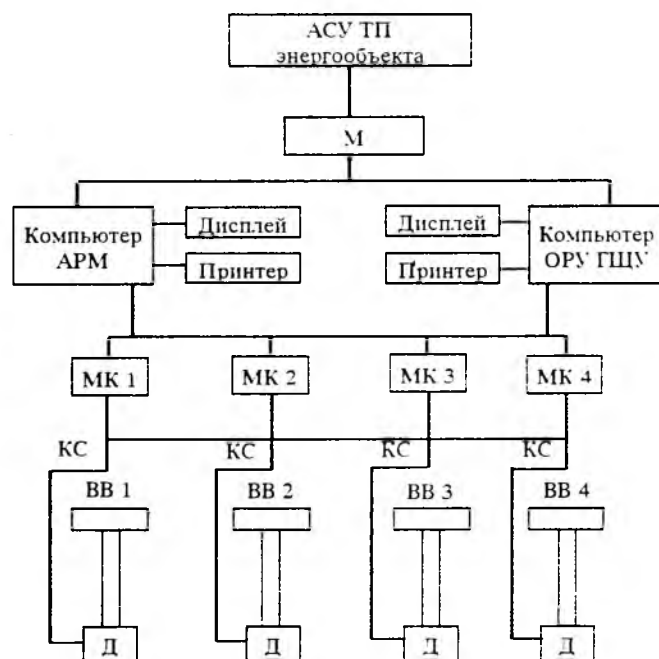 АСУ ТП
энергообъекта
М
Компьютер
АРМ
Дисплей
Принтер
Дисплей
Принтер
Компьютер
ОРУ ГЩУ
МК 1
МК 2
МК 3
МК 4
КС
КС
КС
КС
ВВ 1
ВВ 2
ВВ 3
ВВ 4
Д
Д
Д
Д